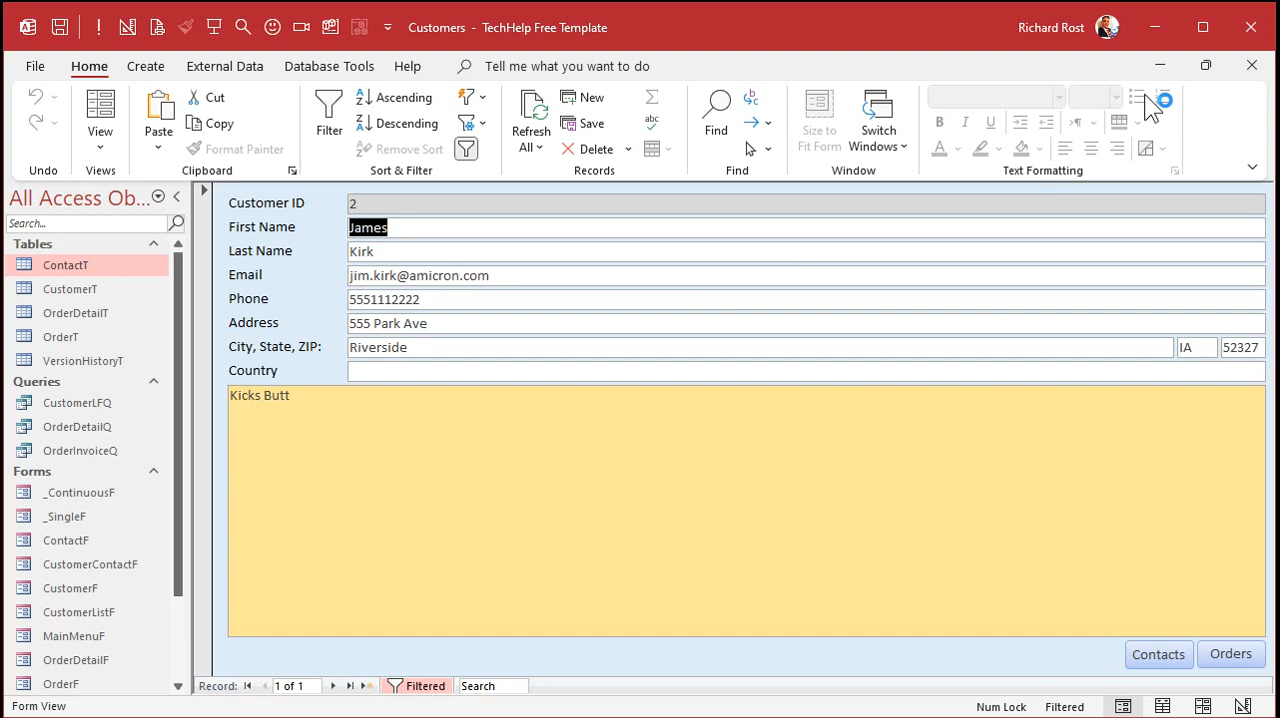 Customers - TechHelp Free Template
Richard Rost
File Home Create External Data Database Tools Help Tell me what you want to do
Undo
View
Views
Paste
Cut
Copy
Format Painter
Clipboard
Filter
Ascending
Descending
Remove Sort
Sort & Filter
Refresh All
New
Save
Delete
Records
Find
Find
Size to Fit Form
Switch Windows
Window
B I U
A
Text Formatting
All Access Ob...
Search...
Tables
ContactT
CustomerT
OrderDetailT
OrderT
VersionHistoryT
Queries
CustomerLFQ
OrderDetailQ
OrderInvoiceQ
Forms
_ContinuousF
_SingleF
ContactF
CustomerContactF
CustomerF
CustomerListF
MainMenuF
OrderDetailF
OrderF
Customer ID 2
First Name James
Last Name Kirk
Email jim.kirk@amicron.com
Phone 5551112222
Address 555 Park Ave
City, State, ZIP: Riverside IA 52327
Country
Kicks Butt
Contacts Orders
Record: 1 of 1 Filtered Search
Form View Num Lock Filtered